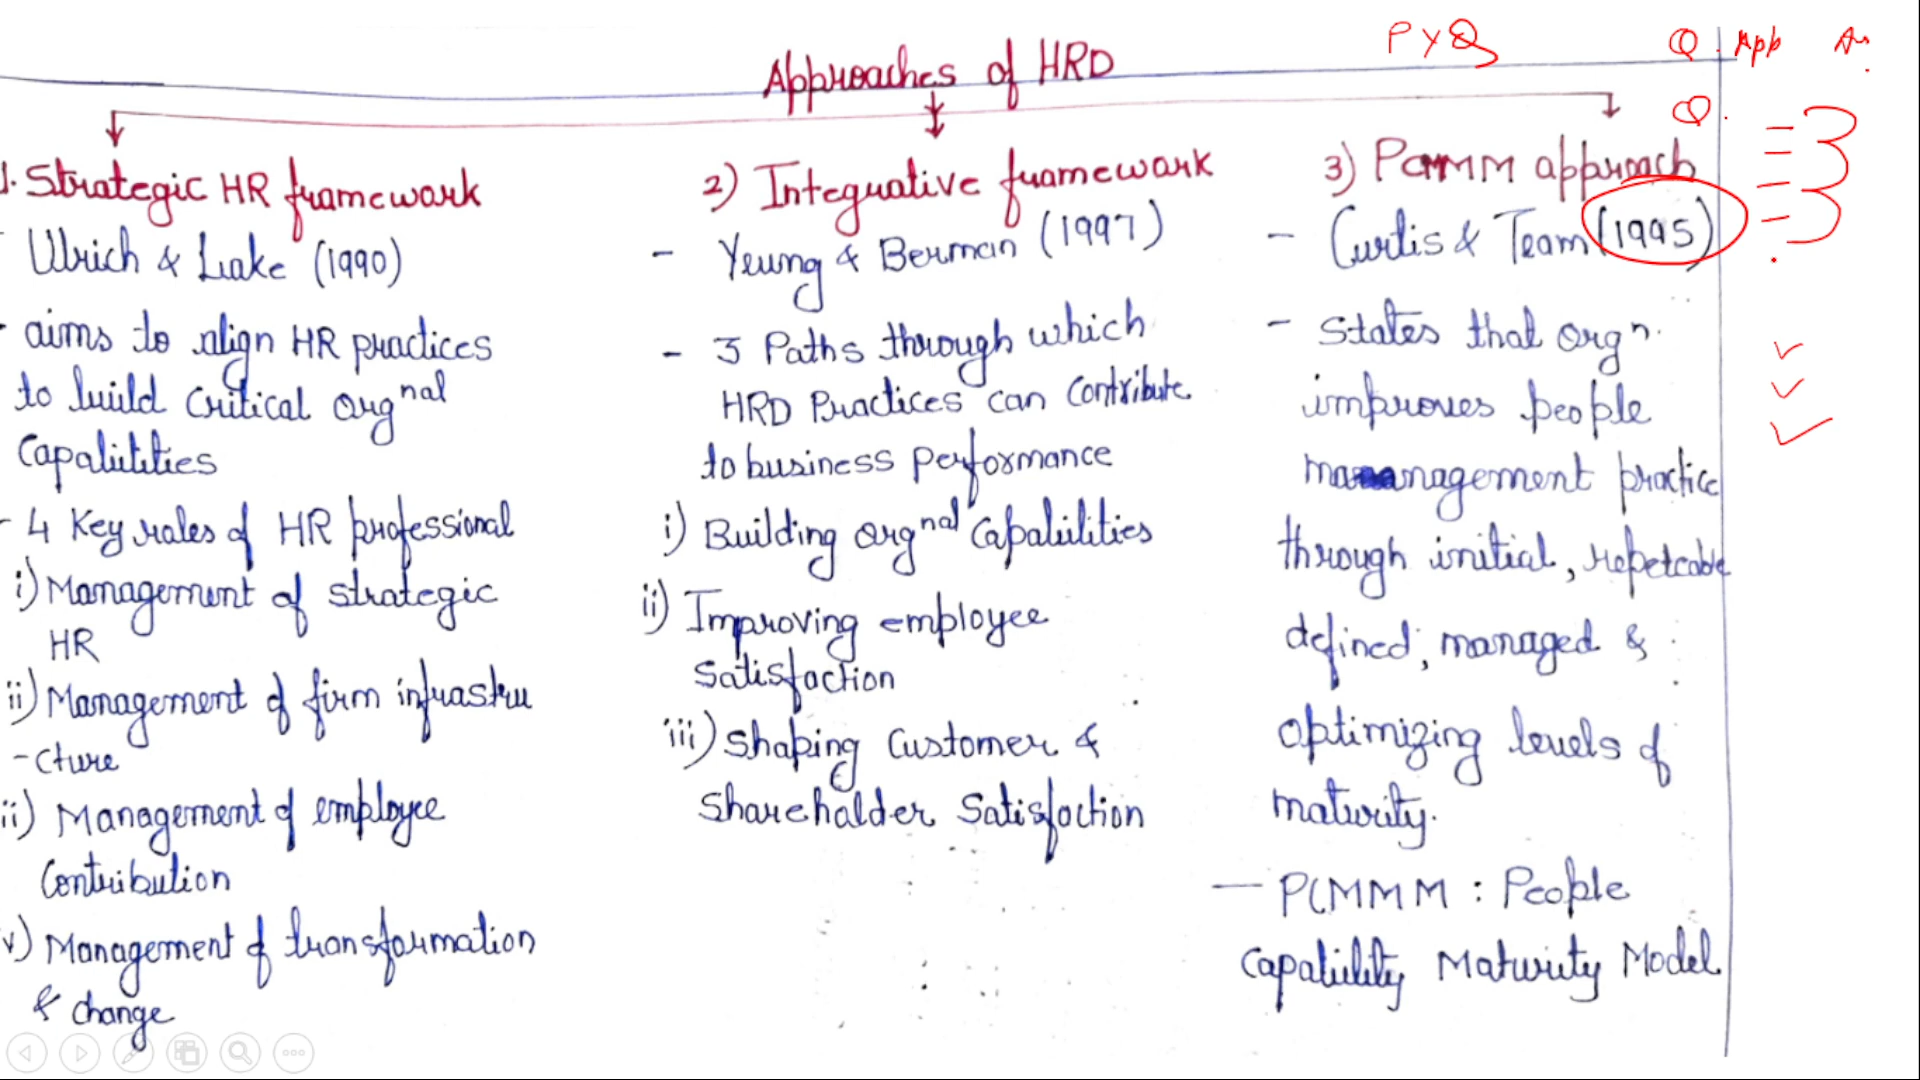 PYQ
Q. App Ans.
Q.
Approaches of HRD
1. Strategic HR framework
- Ulrich & Lake (1990)
- aims to align HR practices
to build critical orgnal
Capabilities
- 4 Key roles of HR professional
i) Management of strategic
HR
ii) Management of firm infrastru
-cture
iii) Management of employee
Contribution
iv) Management of transformation
& change
2) Integrative framework
- Yeung & Berman (1997)
- 3 Paths through which
HRD Practices can Contribute
to business performance
i) Building orgnal Capabilities
ii) Improving employee
Satisfaction
iii) Shaping Customer &
Shareholder Satisfaction
3) PCMM approach
- Curtis & Team (1995)
- States that orgn.
improves people
management practice
through initial, repetable
defined, managed &
optimizing levels of
maturity.
- PCMMM : People
Capability Maturity Model